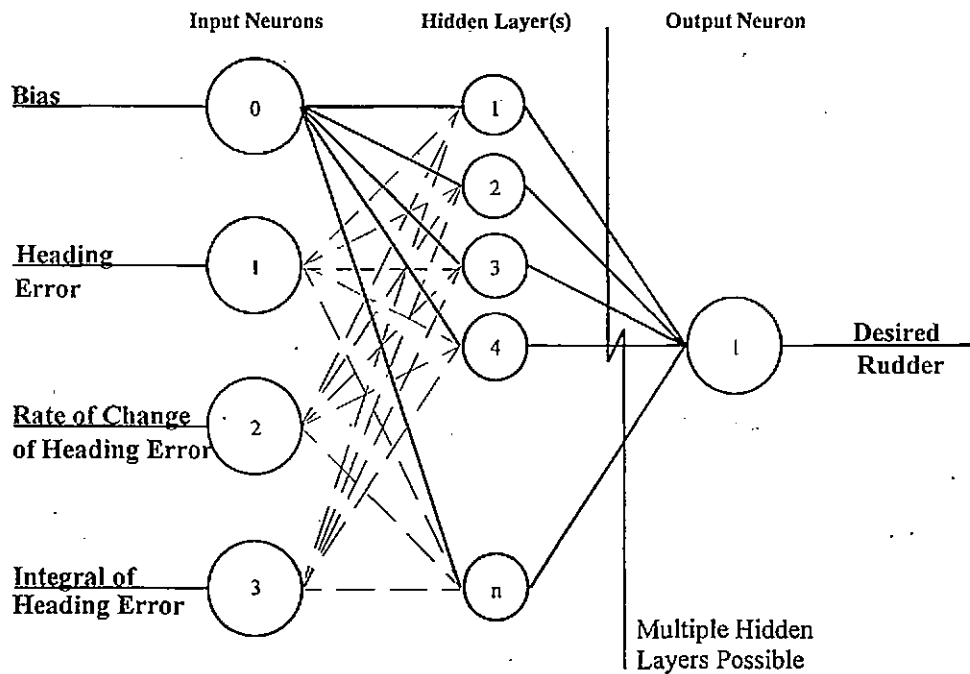 Input Neurons
Hidden Layer(s)
Output Neuron
Bias
0
1
2
3
4
n
Heading
Error
1
Rate of Change
of Heading Error
2
Integral of
Heading Error
3
1
Desired
Rudder
Multiple Hidden
Layers Possible